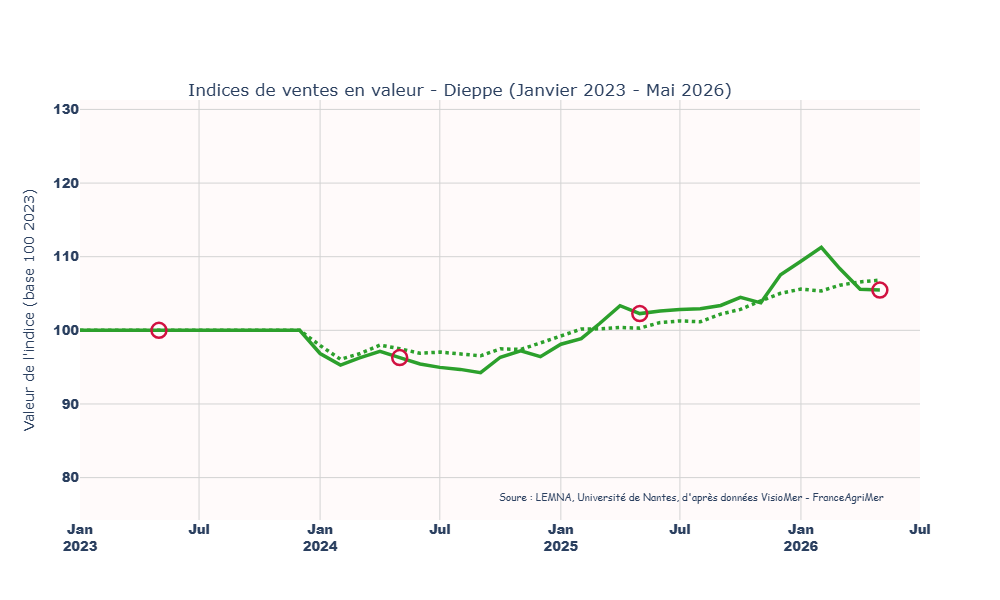 Indices de ventes en valeur - Dieppe (Janvier 2023 - Mai 2026)
Valeur de l'indice (base 100 2023)
130
120
110
100
90
80
Soure : LEMNA, Université de Nantes, d'après données VisioMer - FranceAgriMer
Jan Jul Jan Jul Jan Jul Jan Jul
2023 2024 2025 2026